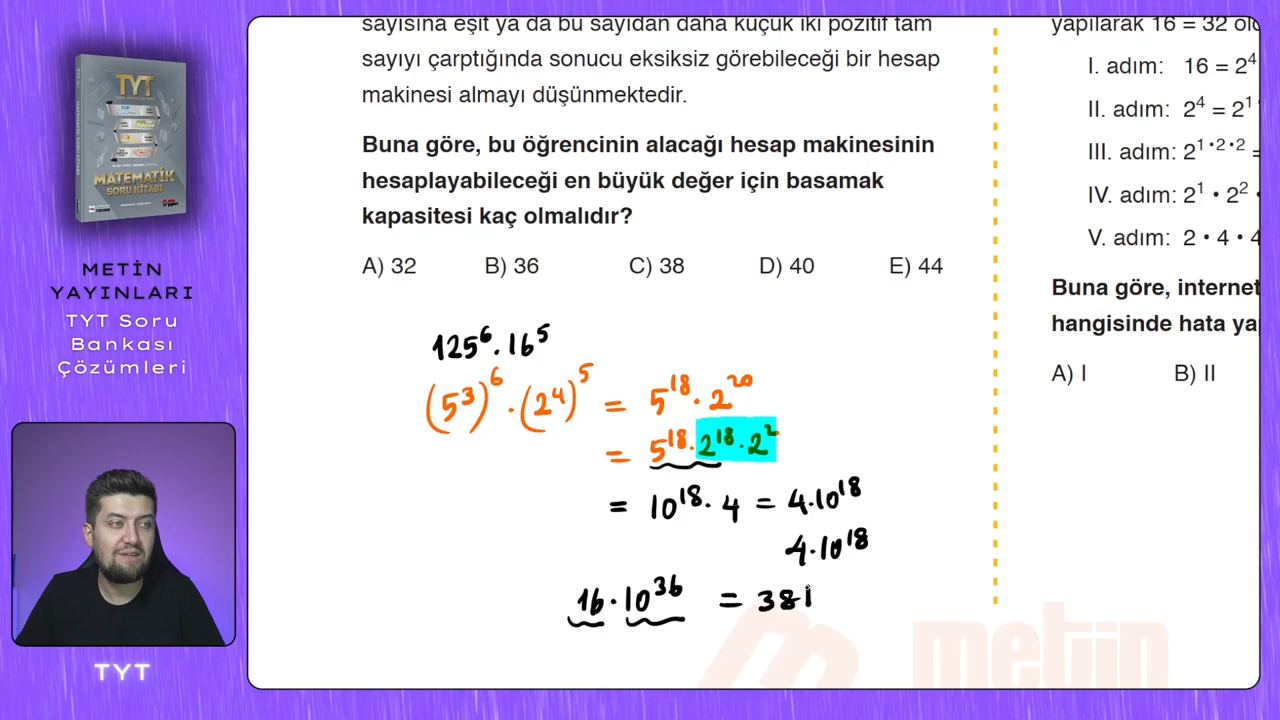 TYT
MATEMATİK
SORU KİTABI
METİN
YAYINLARI
TYT Soru
Bankası
Çözümleri
TYT
sayısına eşit ya da bu sayıdan daha küçük iki pozitif tam
sayıyı çarptığında sonucu eksiksiz görebileceği bir hesap
makinesi almayı düşünmektedir.
Buna göre, bu öğrencinin alacağı hesap makinesinin
hesaplayabileceği en büyük değer için basamak
kapasitesi kaç olmalıdır?
A) 32 B) 36 C) 38 D) 40 E) 44
125⁶ · 16⁵
(5³)⁶ · (2⁴)⁵ = 5¹⁸ · 2²⁰
= 5¹⁸ · 2¹⁸ · 2²
= 10¹⁸ · 4 = 4 · 10¹⁸
4 · 10¹⁸
16 · 10³⁶ = 38
yapılarak 16 = 32
I. adım: 16 = 2⁴
II. adım: 2⁴ = 2¹
III. adım: 2¹•²•² =
IV. adım: 2¹ • 2² •
V. adım: 2 • 4 • 4
Buna göre, internet
hangisinde hata
A) I B) II
metin